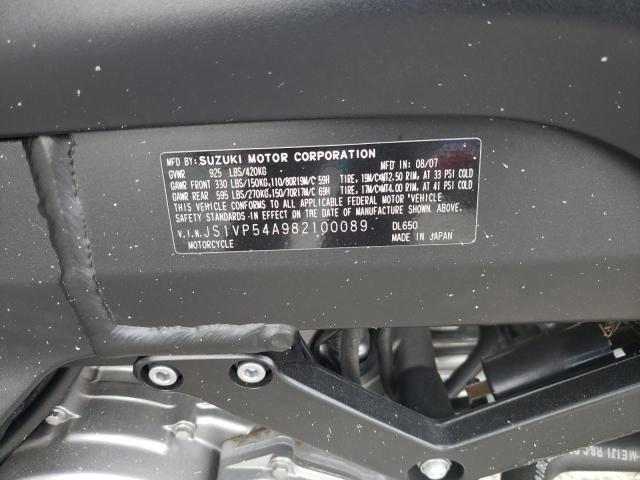 MFD BY: SUZUKI MOTOR CORPORATION MFD IN: 08/07
GVWR 925 LBS/420KG
GAWR FRONT 330 LBS/150KG,110/80R19M/C 59H TIRE, 19M/C×MT2.50 RIM, AT 33 PSI COLD
GAWR REAR 595 LBS/270KG,150/70R17M/C 69H TIRE, 17M/C×MT4.00 RIM, AT 41 PSI COLD
THIS VEHICLE CONFORMS TO ALL APPLICABLE FEDERAL MOTOR VEHICLE
SAFETY STANDARDS IN EFFECT ON THE DATE OF MANUFACTURE SHOWN ABOVE.
V.I.N. JS1VP54A982100089 DL650
MOTORCYCLE MADE IN JAPAN
MEIJI R&C